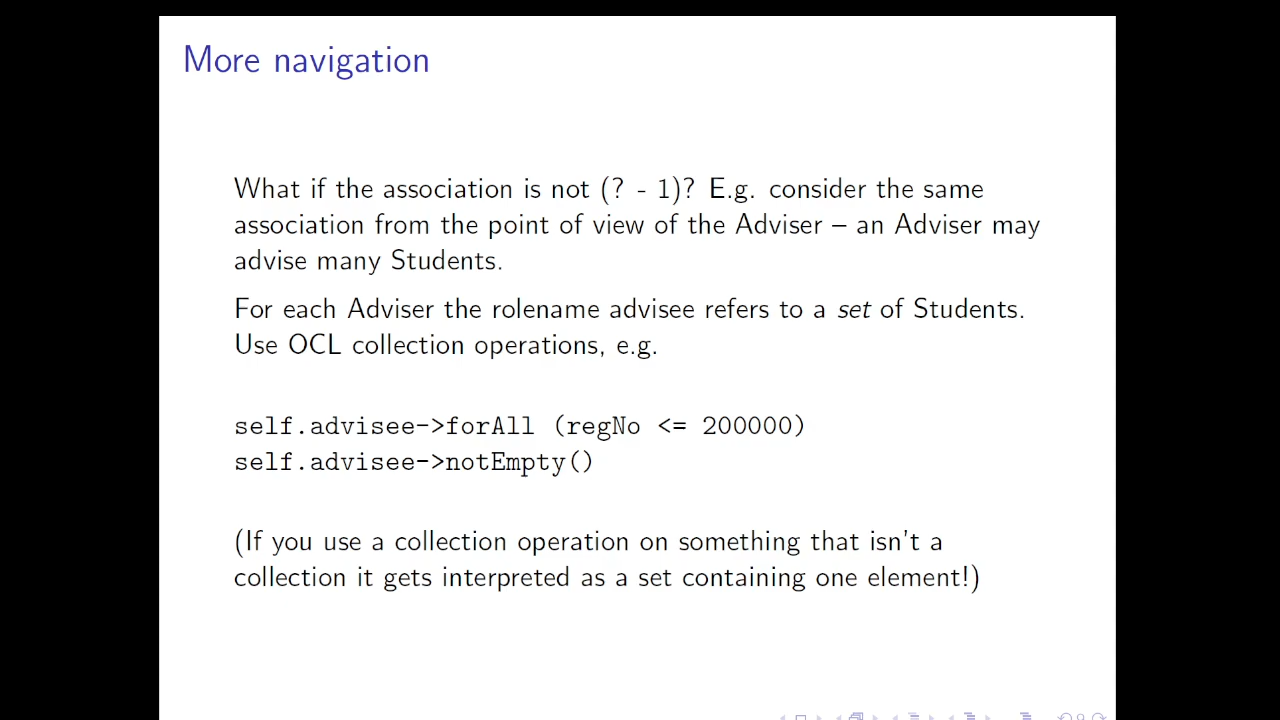 More navigation
What if the association is not (? - 1)? E.g. consider the same
association from the point of view of the Adviser – an Adviser may
advise many Students.
For each Adviser the rolename advisee refers to a set of Students.
Use OCL collection operations, e.g.
self.advisee->forAll (regNo <= 200000)
self.advisee->notEmpty()
(If you use a collection operation on something that isn't a
collection it gets interpreted as a set containing one element!)